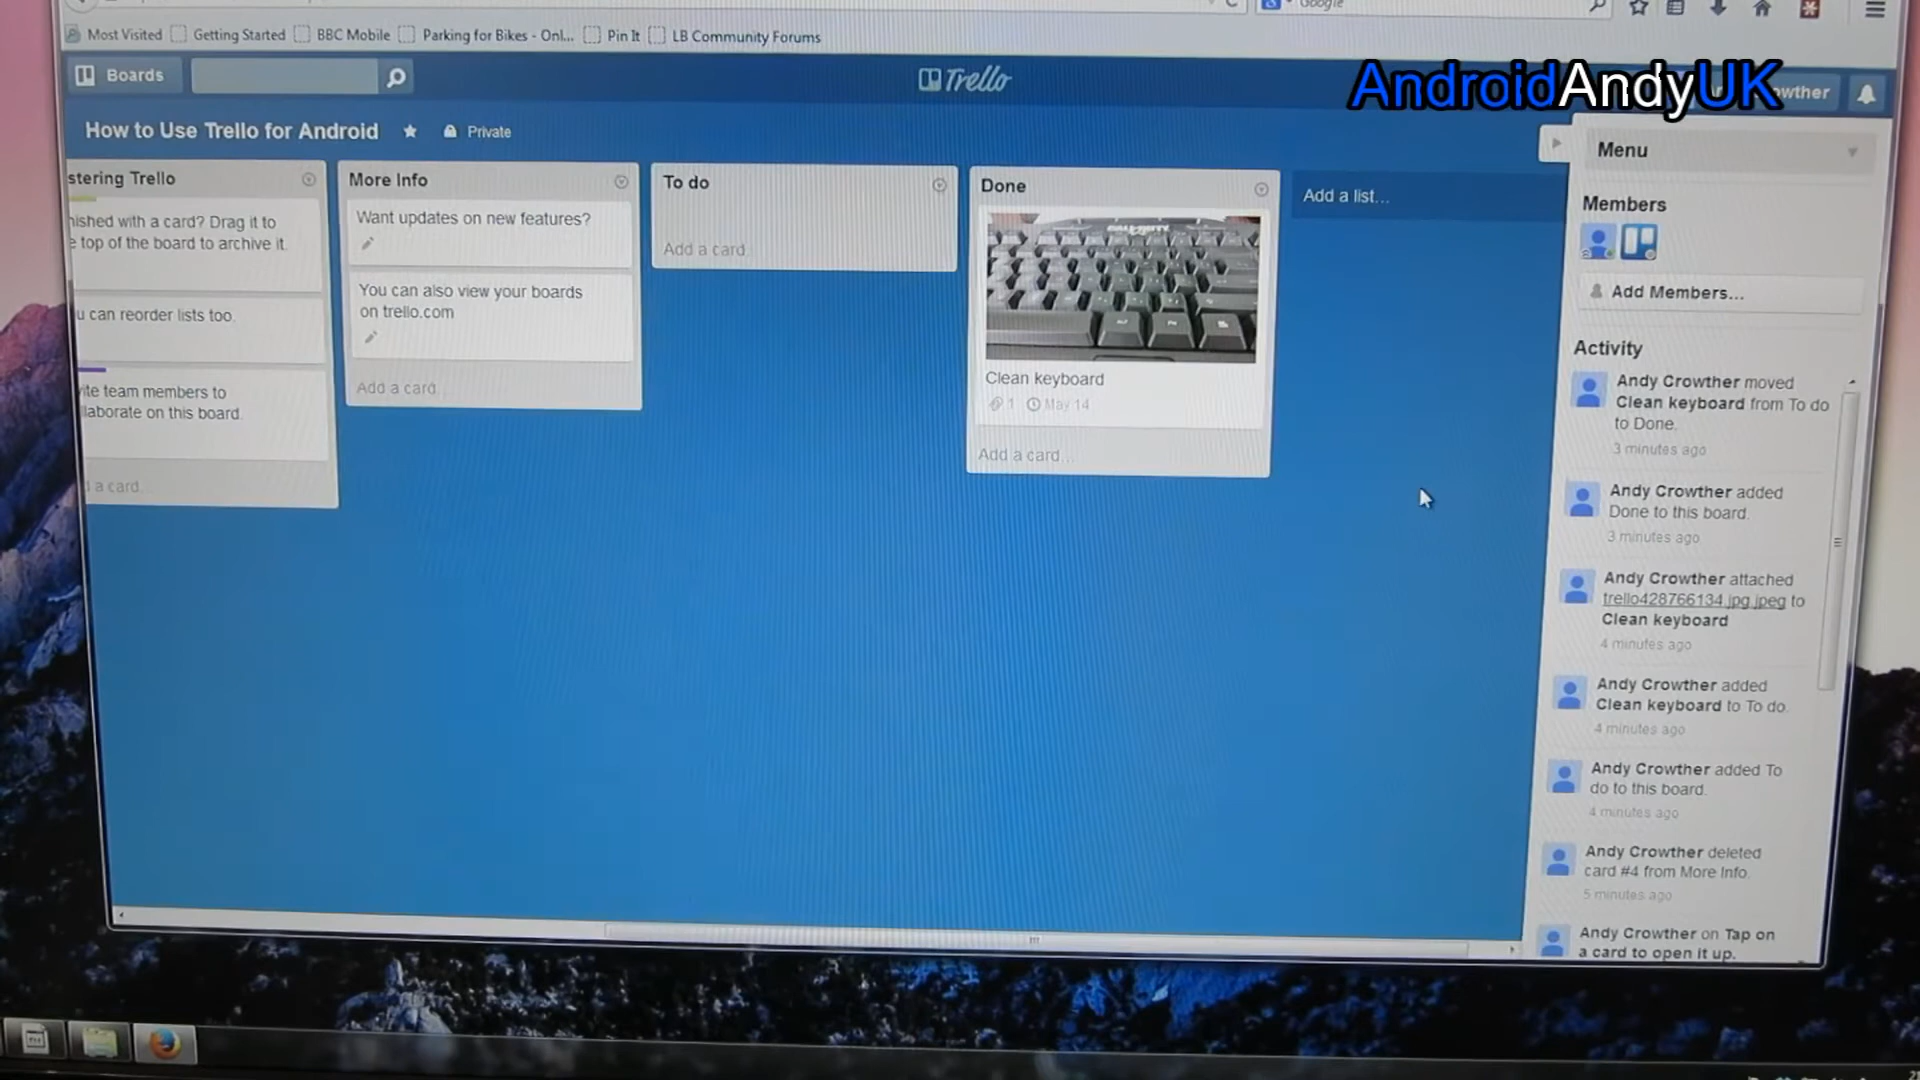 Google
Most Visited
Getting Started
BBC Mobile
Parking for Bikes - Onl...
Pin It
LB Community Forums
Boards
Trello
AndroidAndyUK
wther
How to Use Trello for Android
Private
stering Trello
ished with a card? Drag it to
e top of the board to archive it.
u can reorder lists too.
ite team members to
laborate on this board.
a card
More Info
Want updates on new features?
You can also view your boards
on trello.com
Add a card
To do
Add a card
Done
Clean keyboard
1
May 14
Add a card...
Add a list...
Menu
Members
Add Members...
Activity
Andy Crowther moved
Clean keyboard from To do
to Done.
3 minutes ago
Andy Crowther added
Done to this board.
3 minutes ago
Andy Crowther attached
trello428766134.jpg.jpeg to
Clean keyboard
4 minutes ago
Andy Crowther added
Clean keyboard to To do.
4 minutes ago
Andy Crowther added To
do to this board.
4 minutes ago
Andy Crowther deleted
card #4 from More Info.
5 minutes ago
Andy Crowther on Tap on
a card to open it up.